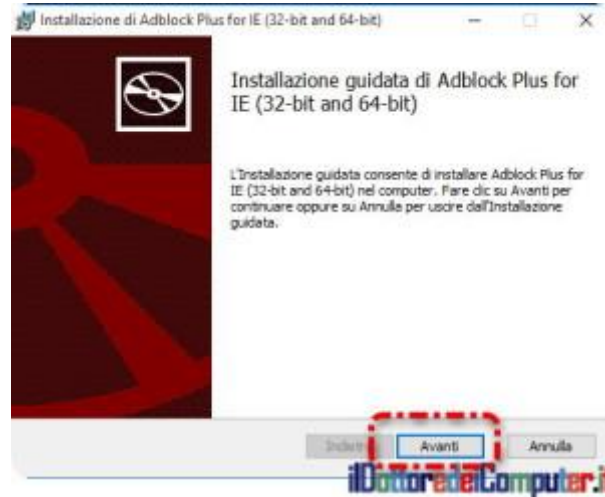 Installazione di Adblock Plus for IE (32-bit and 64-bit)
Installazione guidata di Adblock Plus for
IE (32-bit and 64-bit)
L'Installazione guidata consente di installare Adblock Plus for
IE (32-bit and 64-bit) nel computer. Fare clic su Avanti per
continuare oppure su Annulla per uscire dall'Installazione
guidata.
Avanti Annulla
ilDottoredeiComputer.i